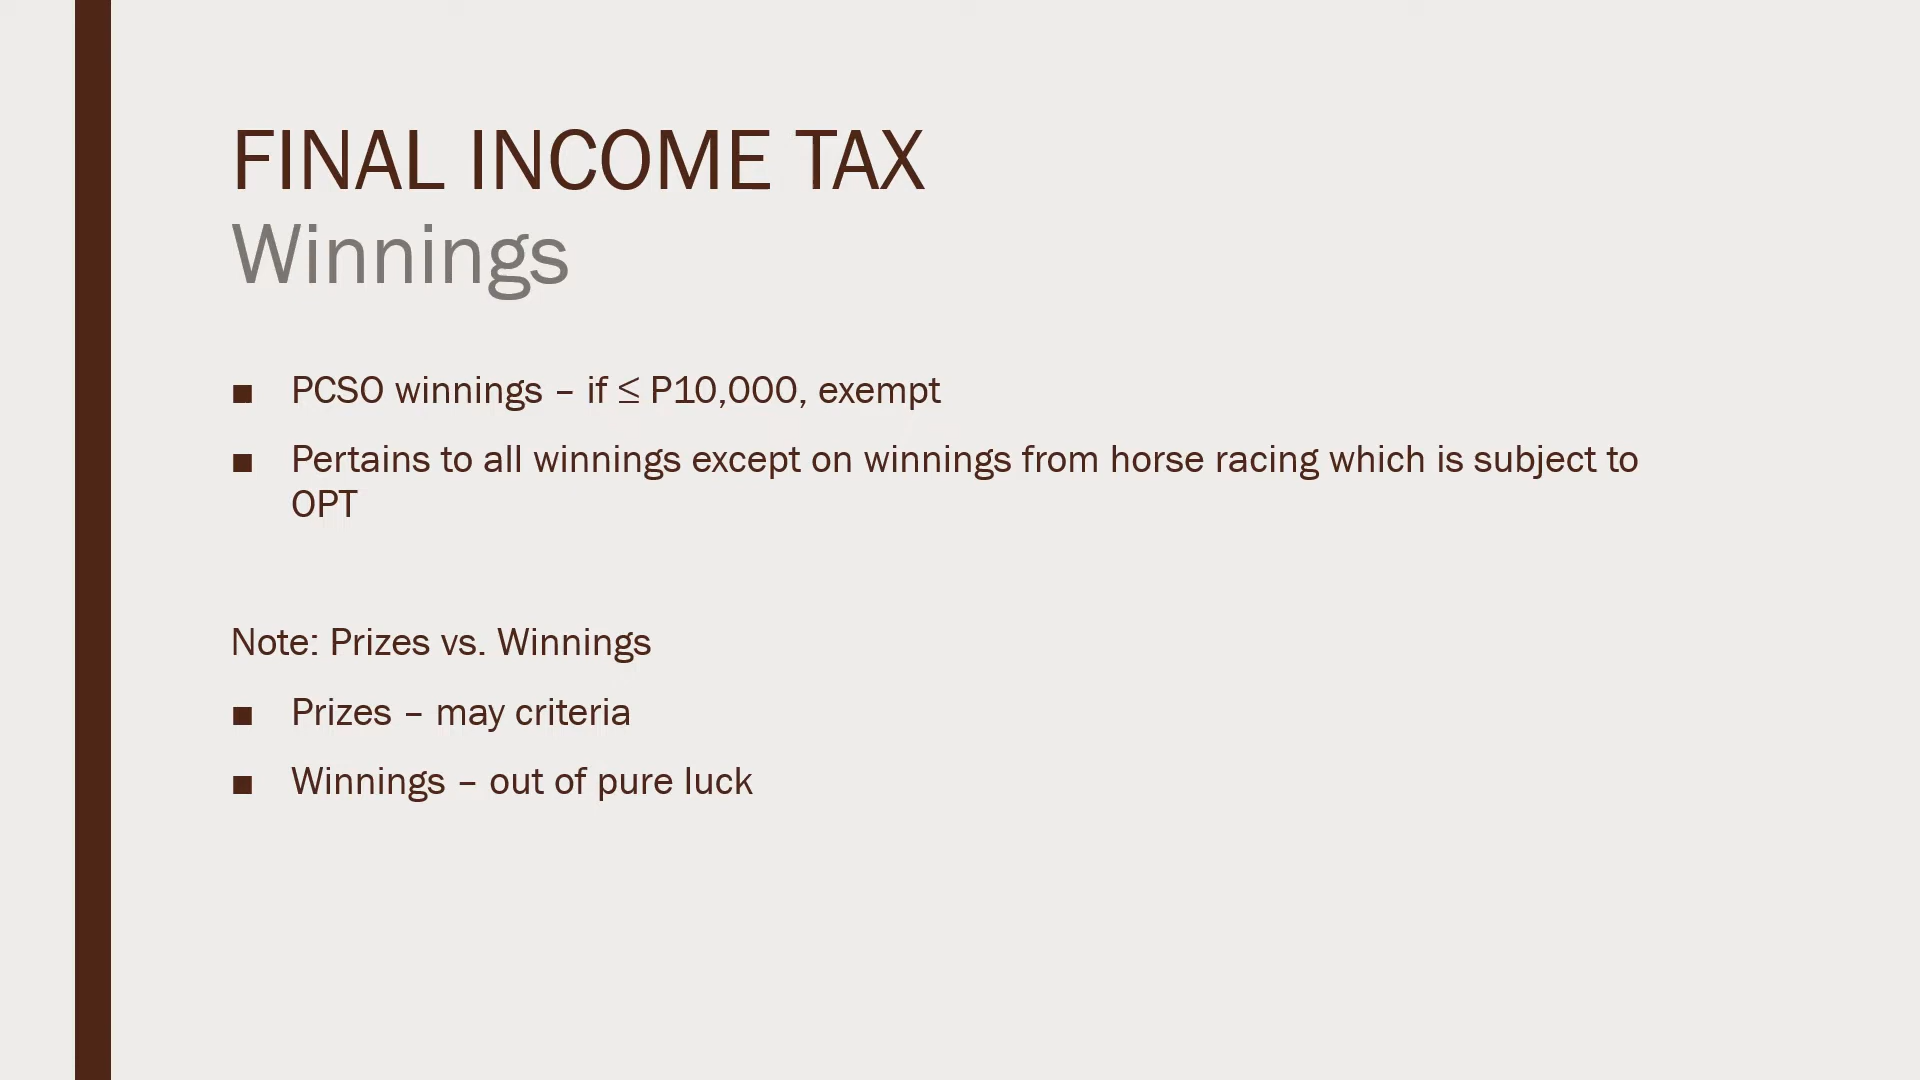 FINAL INCOME TAX
Winnings
■ PCSO winnings – if ≤ P10,000, exempt
■ Pertains to all winnings except on winnings from horse racing which is subject to
OPT
Note: Prizes vs. Winnings
■ Prizes – may criteria
■ Winnings – out of pure luck